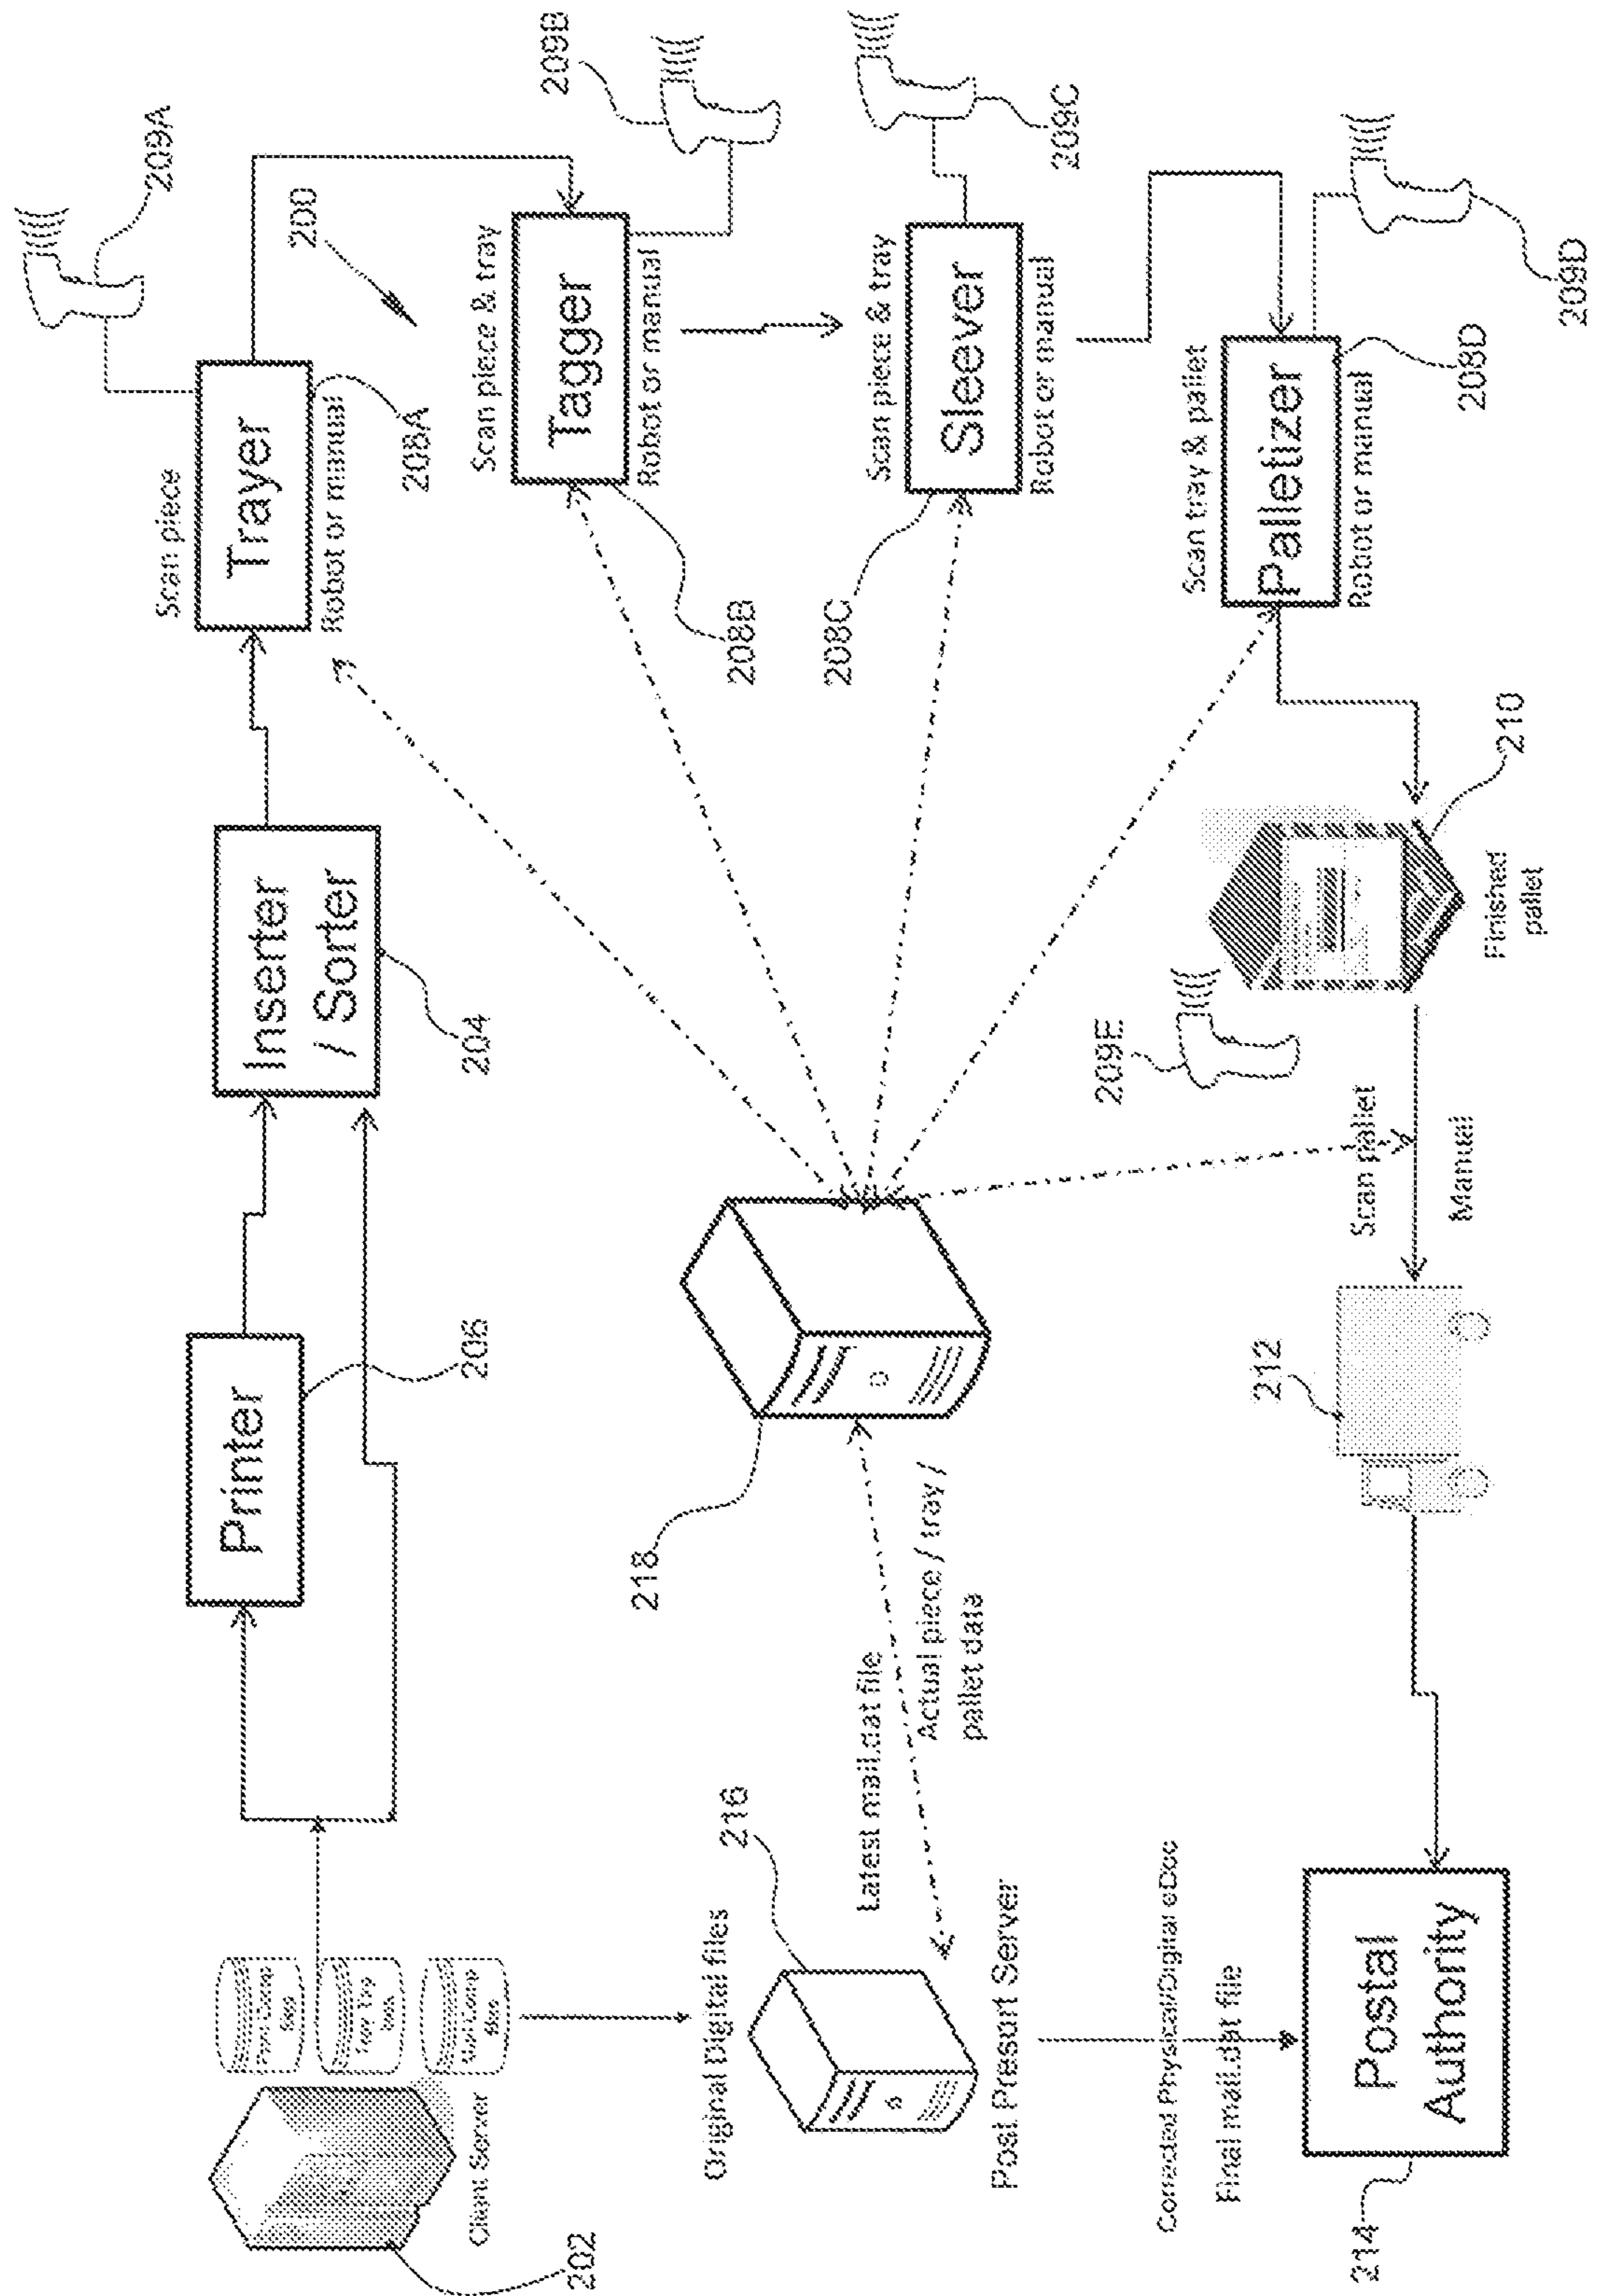 209A
200
209B
209C
209D
Scan piece
Trayer
Robot or manual
208A
Scan piece & tray
Tagger
Robot or manual
208B
Scan piece & tray
Sleever
Robot or manual
208C
Scan tray & pallet
Palletizer
Robot or manual
208D
Inserter
/ Sorter
204
Printer
206
210
Finished
pallet
209E
Scan pallet
Manual
212
218
Latest mail.dat file
Actual piece / tray /
pallet data
Client Server
202
Original Digital files
216
Post Presort Server
Corrected Physical/Digital eDoc
Final mail.dat file
Postal
Authority
214
files
Tray Tag
files